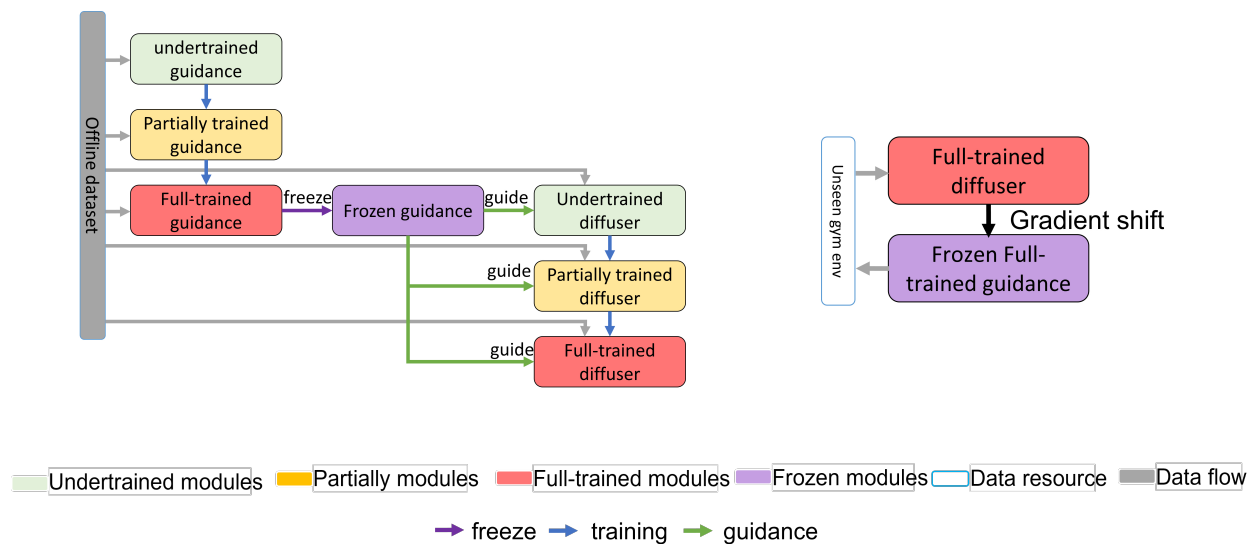 undertrained
guidance
Offline dataset
Partially trained
guidance
Full-trained
guidance
freeze
Frozen guidance
guide
Undertrained
diffuser
guide
Partially trained
diffuser
guide
Full-trained
diffuser
Unseen gym env
Full-trained
diffuser
Gradient shift
Frozen Full-
trained guidance
Undertrained modules
Partially modules
Full-trained modules
Frozen modules
Data resource
Data flow
freeze
training
guidance